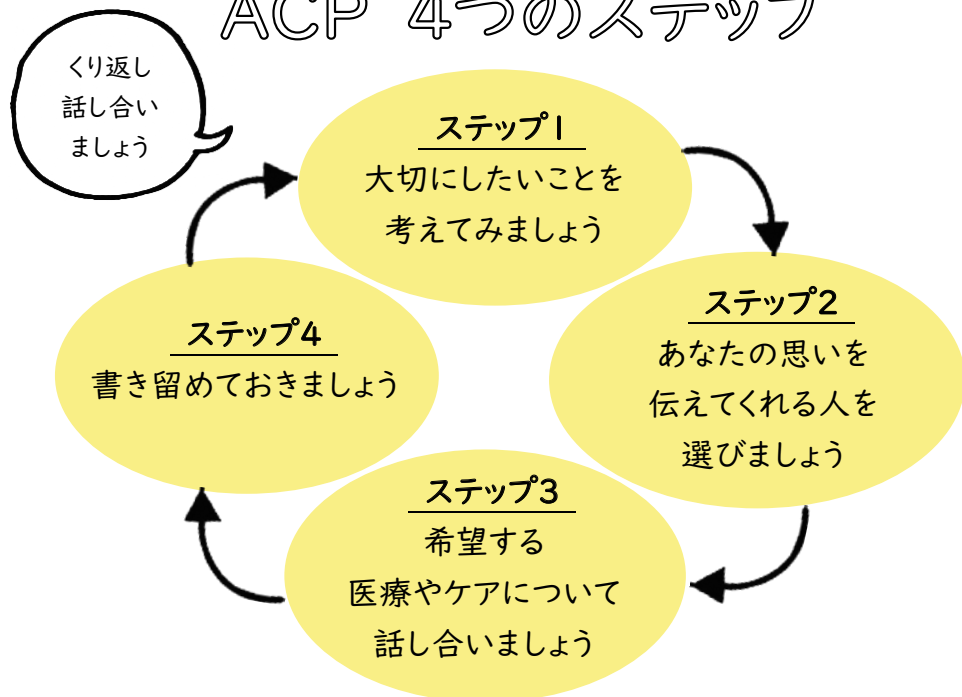 ACP 4つのステップ
くり返し
話し合い
ましょう
ステップ1
大切にしたいことを
考えてみましょう
ステップ2
あなたの思いを
伝えてくれる人を
選びましょう
ステップ3
希望する
医療やケアについて
話し合いましょう
ステップ4
書き留めておきましょう